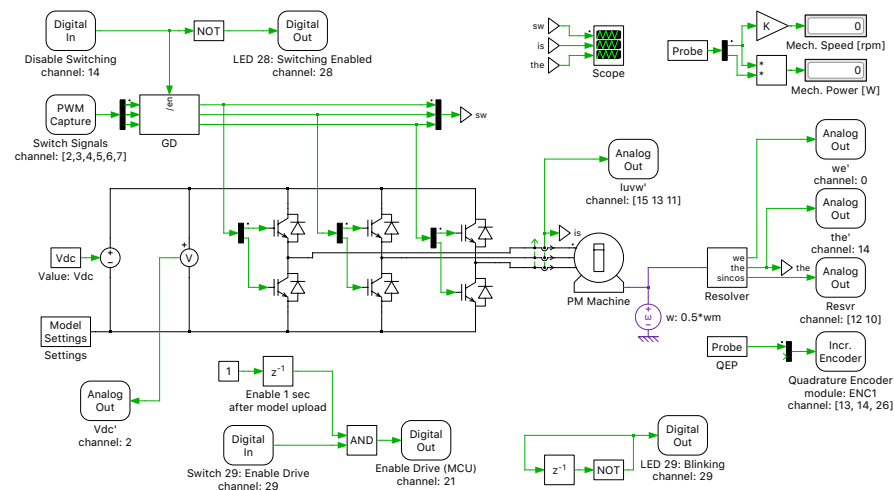 Digital
In
Disable Switching
channel: 14
NOT
Digital
Out
LED 28: Switching Enabled
channel: 28
sw
is
the
Scope
Probe
K
0
Mech. Speed [rpm]
*
*
0
Mech. Power [W]
PWM
Capture
Switch Signals
channel: [2,3,4,5,6,7]
/en
GD
sw
Analog
Out
Iuvw'
channel: [15 13 11]
is
Analog
Out
we'
channel: 0
Analog
Out
the'
channel: 14
Vdc
Value: Vdc
+
−
+
V
PM Machine
we
the
sincos
Resolver
the
Analog
Out
Resvr
channel: [12 10]
+
ω
−
w: 0.5*wm
Model
Settings
Settings
Probe
QEP
Incr.
Encoder
Quadrature Encoder
module: ENC1
channel: [13, 14, 26]
Analog
Out
Vdc'
channel: 2
1
z-1
Enable 1 sec
after model upload
Digital
In
Switch 29: Enable Drive
channel: 29
AND
Digital
Out
Enable Drive (MCU)
channel: 21
z-1
NOT
Digital
Out
LED 29: Blinking
channel: 29